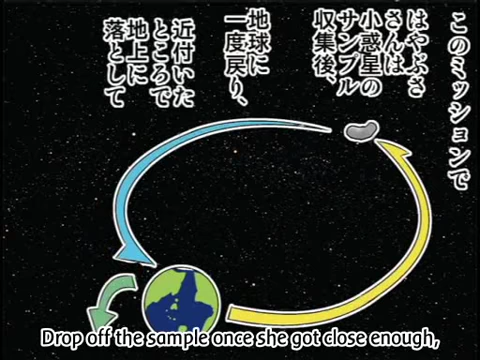 このミッションで
はやぶさ
さんは
小惑星の
サンプル
収集後、
地球に
一度戻り、
近付いた
ところで
地上に
落として
Drop off the sample once she got close enough,